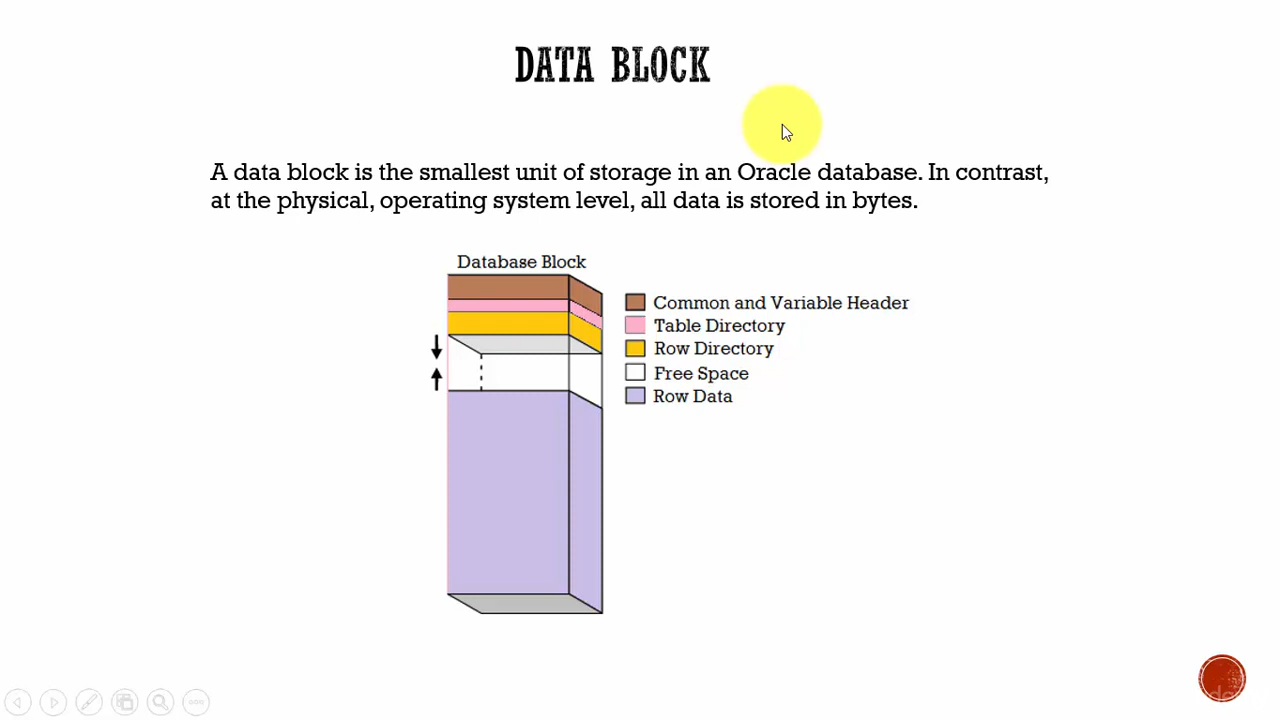 DATA BLOCK
A data block is the smallest unit of storage in an Oracle database. In contrast,
at the physical, operating system level, all data is stored in bytes.
Database Block
Common and Variable Header
Table Directory
Row Directory
Free Space
Row Data